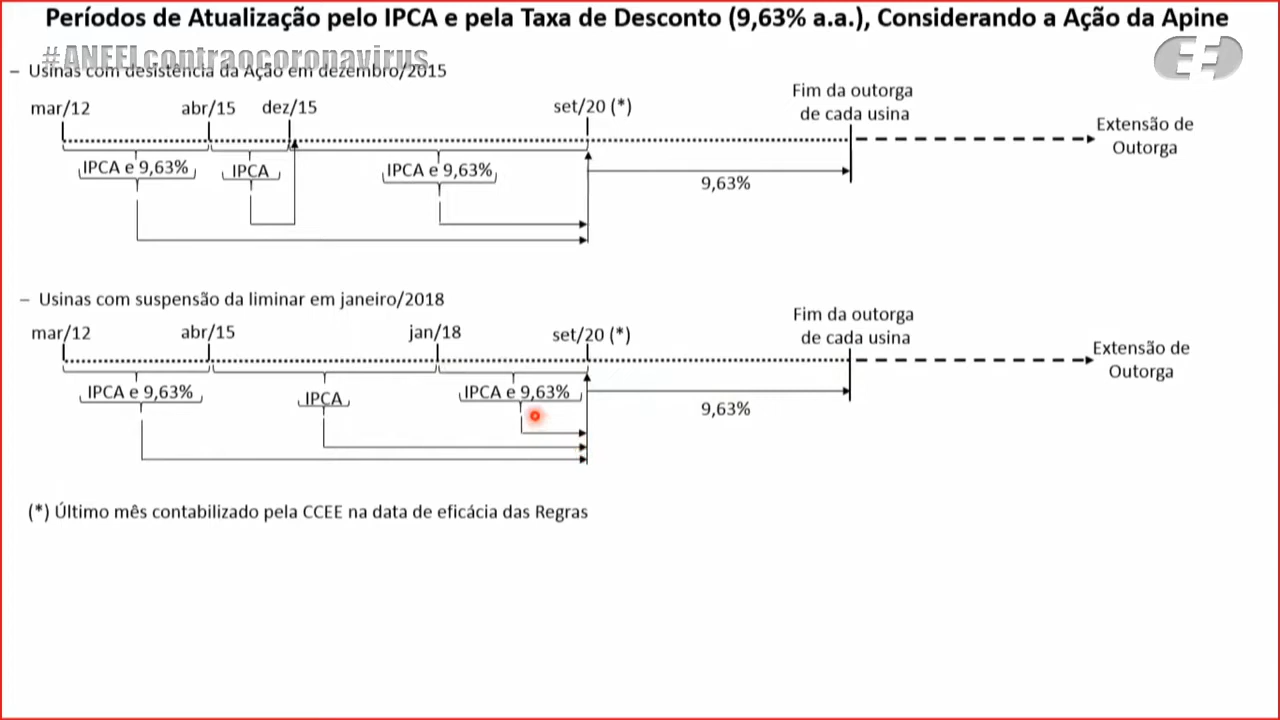 Períodos de Atualização pelo IPCA e pela Taxa de Desconto (9,63% a.a.), Considerando a Ação da Apine
#ANEELcontraocoronavirus
– Usinas com desistência da Ação em dezembro/2015
mar/12
abr/15
dez/15
set/20 (*)
Fim da outorga
de cada usina
Extensão de
Outorga
IPCA e 9,63%
IPCA
IPCA e 9,63%
9,63%
– Usinas com suspensão da liminar em janeiro/2018
mar/12
abr/15
jan/18
set/20 (*)
Fim da outorga
de cada usina
Extensão de
Outorga
IPCA e 9,63%
IPCA
IPCA e 9,63%
9,63%
(*) Último mês contabilizado pela CCEE na data de eficácia das Regras